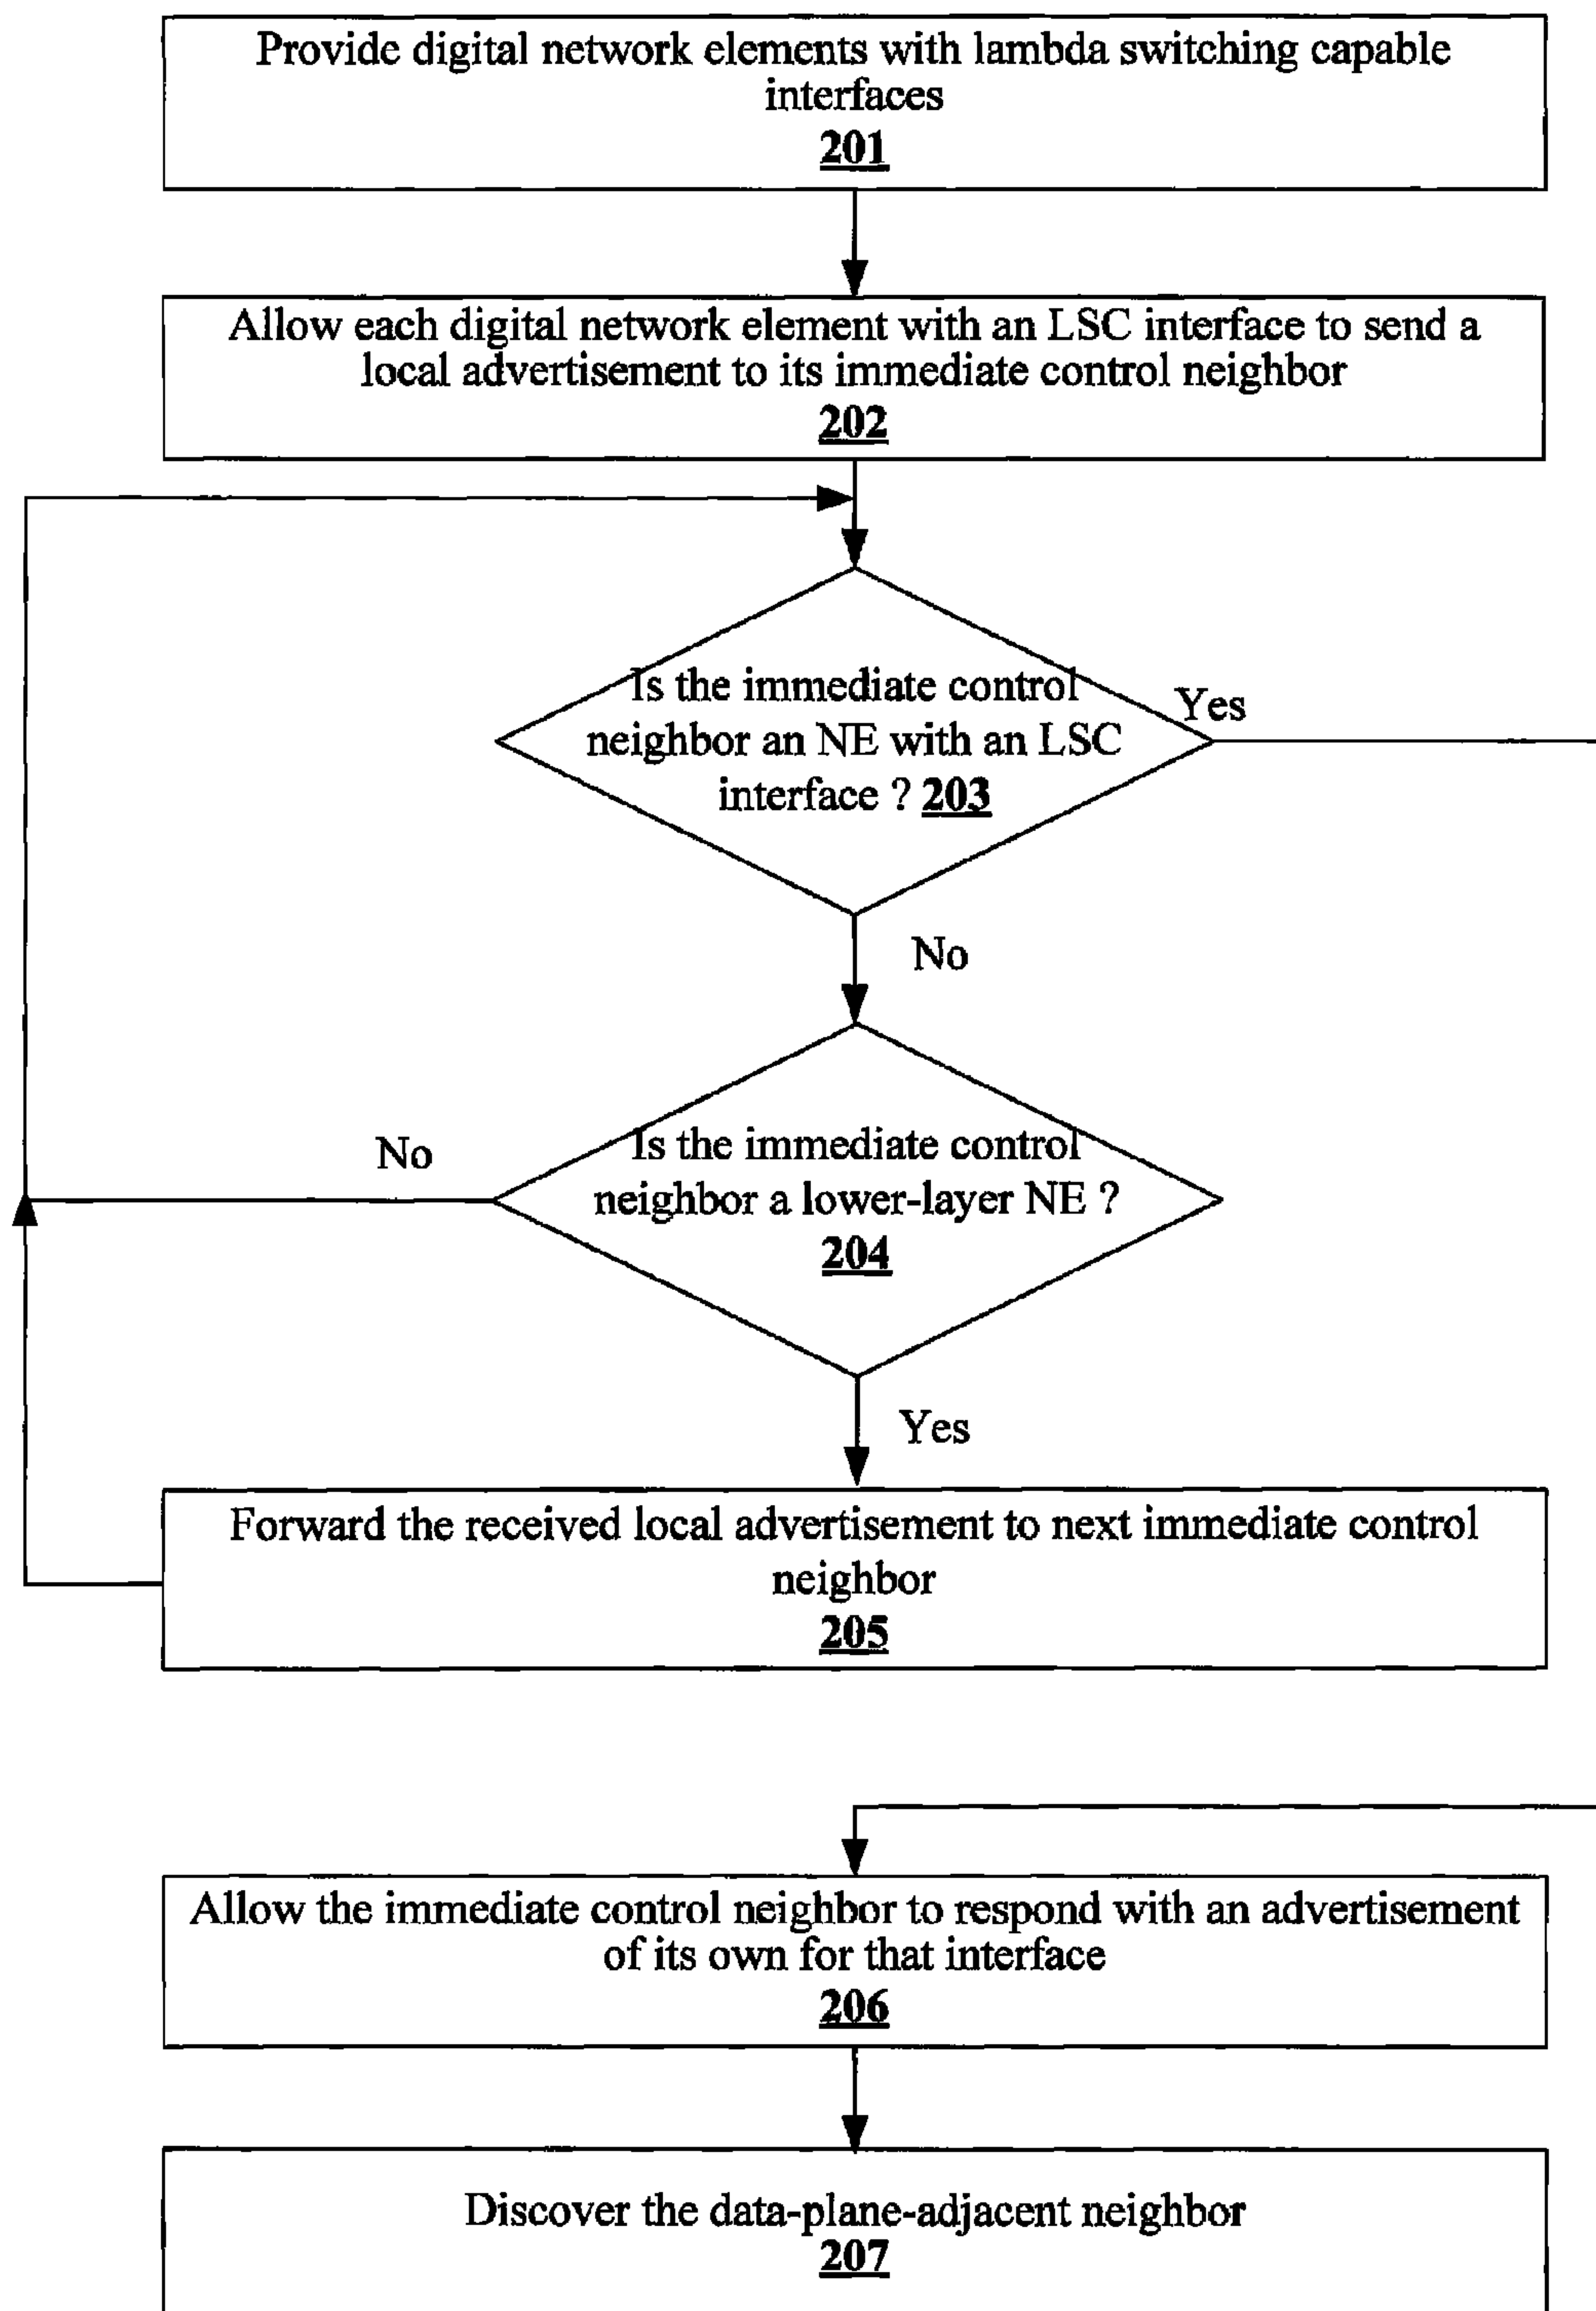 Provide digital network elements with lambda switching capable
interfaces
201
Allow each digital network element with an LSC interface to send a
local advertisement to its immediate control neighbor
202
Is the immediate control
neighbor an NE with an LSC
interface ? 203
Yes
No
Is the immediate control
neighbor a lower-layer NE ?
204
No
Yes
Forward the received local advertisement to next immediate control
neighbor
205
Allow the immediate control neighbor to respond with an advertisement
of its own for that interface
206
Discover the data-plane-adjacent neighbor
207